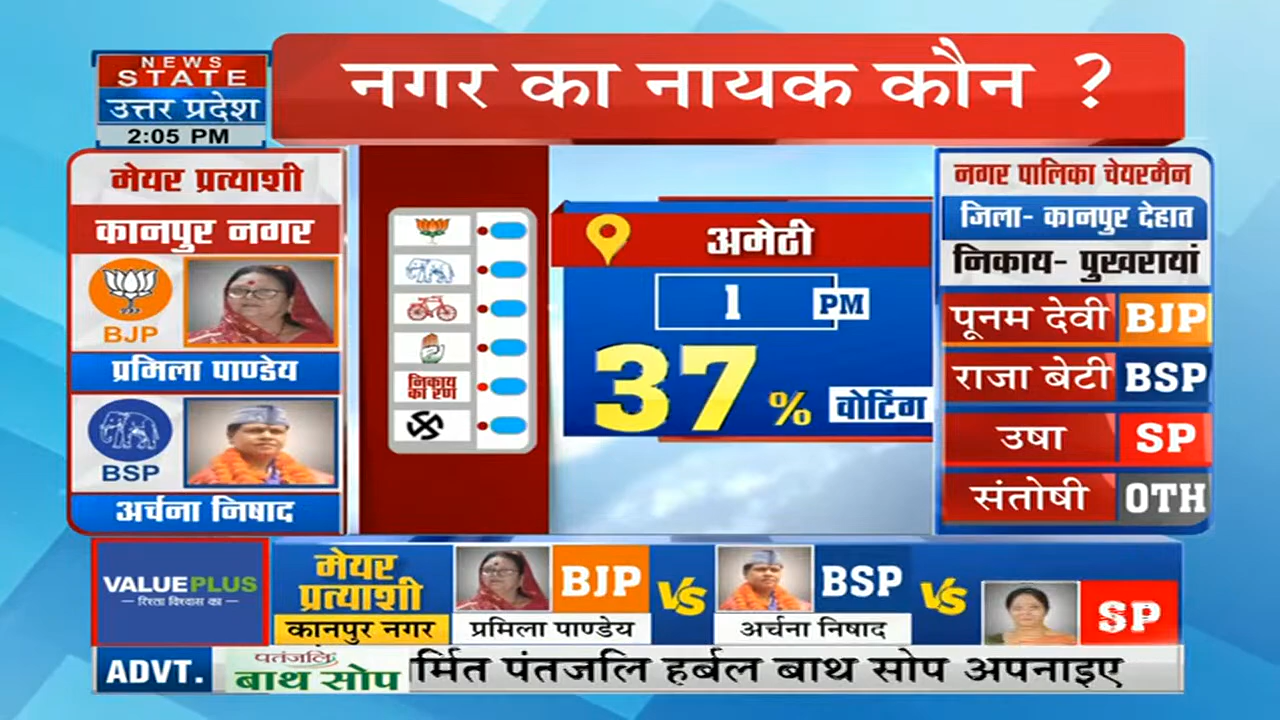 NEWS
STATE
उत्तर प्रदेश
2:05 PM
नगर का नायक कौन ?
मेयर प्रत्याशी
कानपुर नगर
BJP
प्रमिला पाण्डेय
BSP
अर्चना निषाद
निकाय
का रण
अमेठी
1 PM
37 % वोटिंग
नगर पालिका चेयरमैन
जिला- कानपुर देहात
निकाय- पुखरायां
पूनम देवी BJP
राजा बेटी BSP
उषा SP
संतोषी OTH
VALUEPLUS
रिश्ता विश्वास का
मेयर
प्रत्याशी
कानपुर नगर
BJP
प्रमिला पाण्डेय
VS
BSP
अर्चना निषाद
VS
SP
ADVT.
पतंजलि
बाथ सोप
र्मित पंतजलि हर्बल बाथ सोप अपनाइए